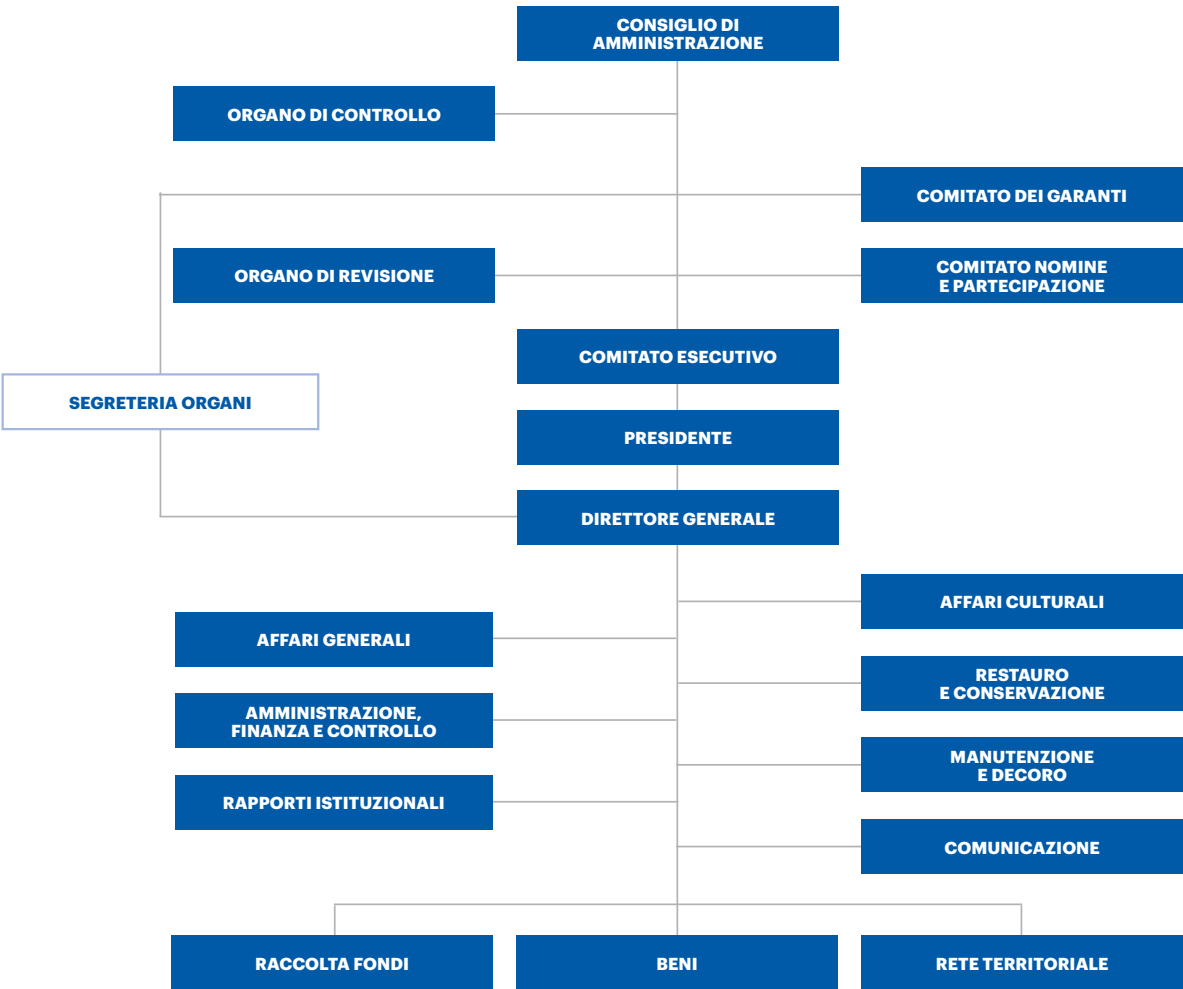 CONSIGLIO DI
AMMINISTRAZIONE
ORGANO DI CONTROLLO
COMITATO DEI GARANTI
ORGANO DI REVISIONE
COMITATO NOMINE
E PARTECIPAZIONE
COMITATO ESECUTIVO
SEGRETERIA ORGANI
PRESIDENTE
DIRETTORE GENERALE
AFFARI CULTURALI
AFFARI GENERALI
RESTAURO
E CONSERVAZIONE
AMMINISTRAZIONE,
FINANZA E CONTROLLO
MANUTENZIONE
E DECORO
RAPPORTI ISTITUZIONALI
COMUNICAZIONE
RACCOLTA FONDI
BENI
RETE TERRITORIALE